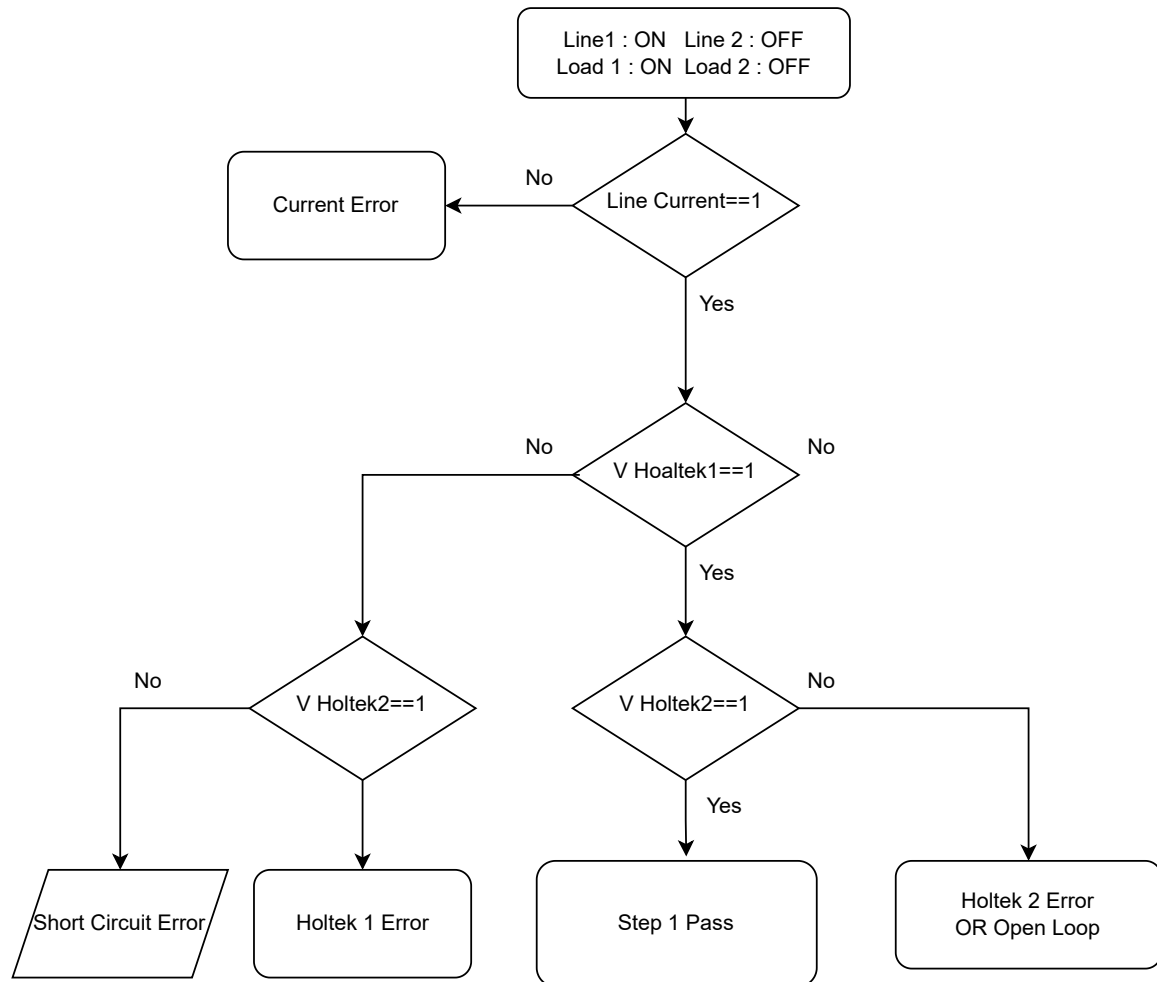 Line1 : ON Line 2 : OFF
Load 1 : ON Load 2 : OFF
No
Line Current==1
Current Error
Yes
No
No
V Hoaltek1==1
Yes
No
No
V Holtek2==1
V Holtek2==1
Yes
Short Circuit Error
Holtek 1 Error
Step 1 Pass
Holtek 2 Error
OR Open Loop